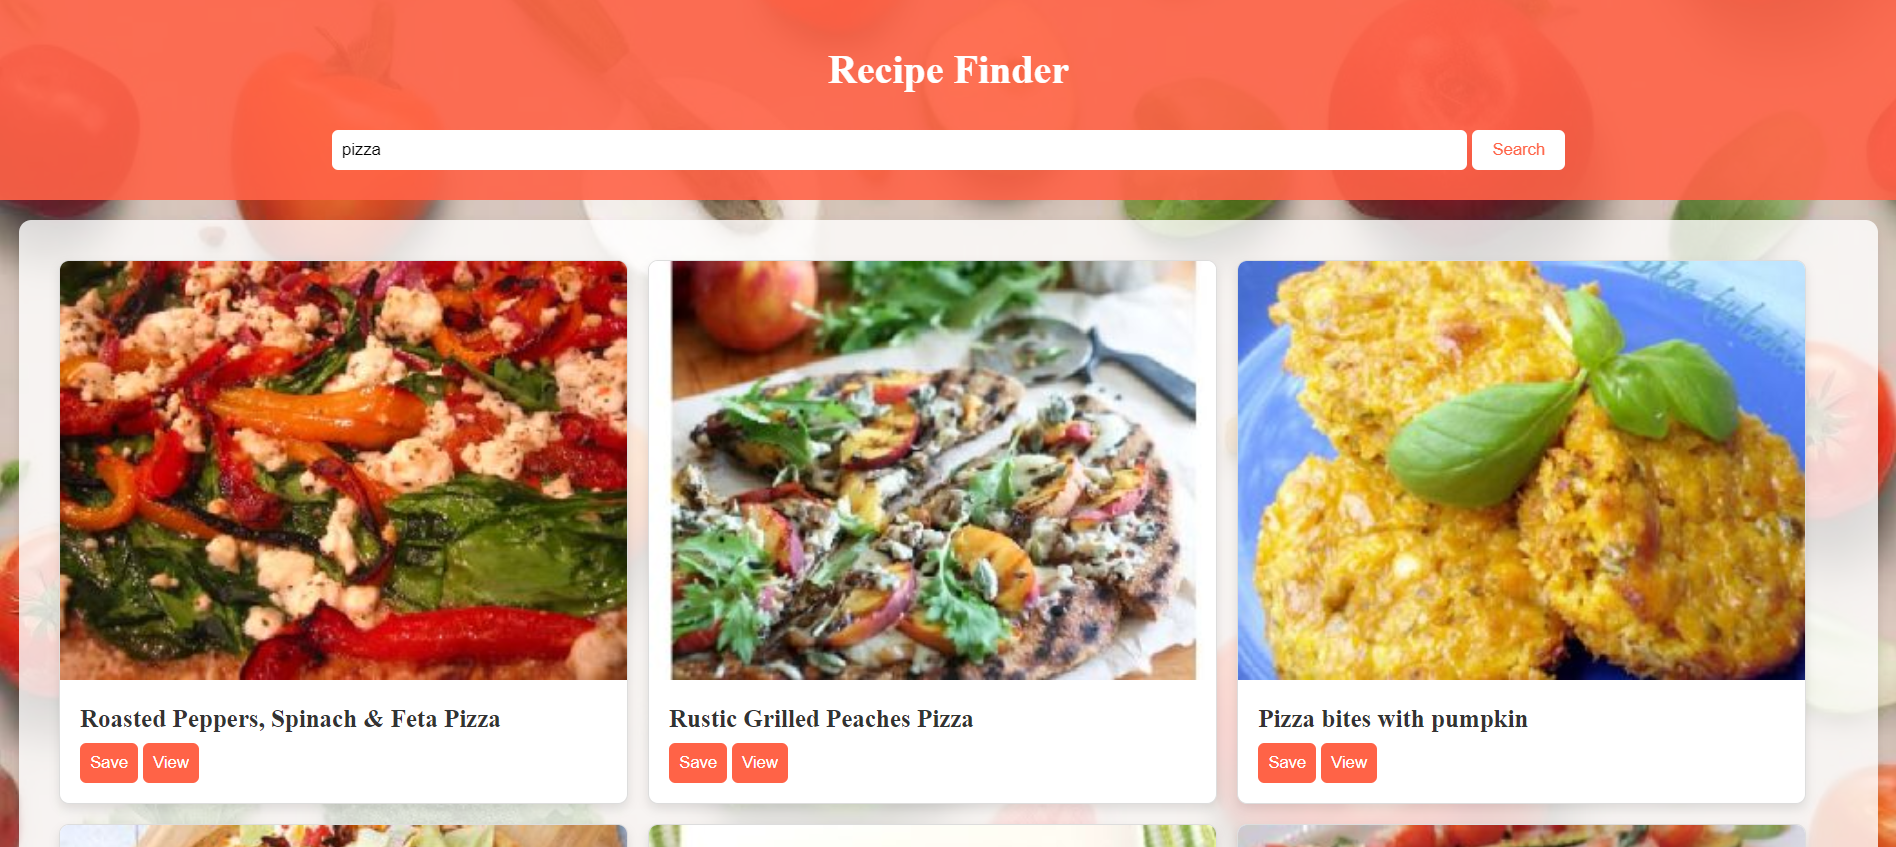 Recipe Finder
pizza
Search
Roasted Peppers, Spinach & Feta Pizza
Save View
Rustic Grilled Peaches Pizza
Save View
Pizza bites with pumpkin
Save View